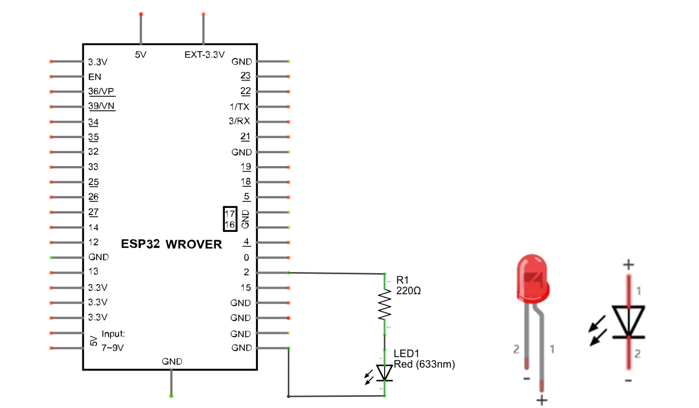 5V
EXT-3.3V
3.3V
GND
EN
23
36/VP
22
39/VN
1/TX
34
3/RX
35
21
32
GND
33
19
25
18
26
5
27
17
GND
14
16
12
ESP32 WROVER
4
GND
0
13
2
3.3V
15
3.3V
GND
3.3V
GND
5V
Input:
GND
7~9V
GND
GND
R1
220Ω
LED1
Red (633nm)
2
1
-
+
+
1
2
-